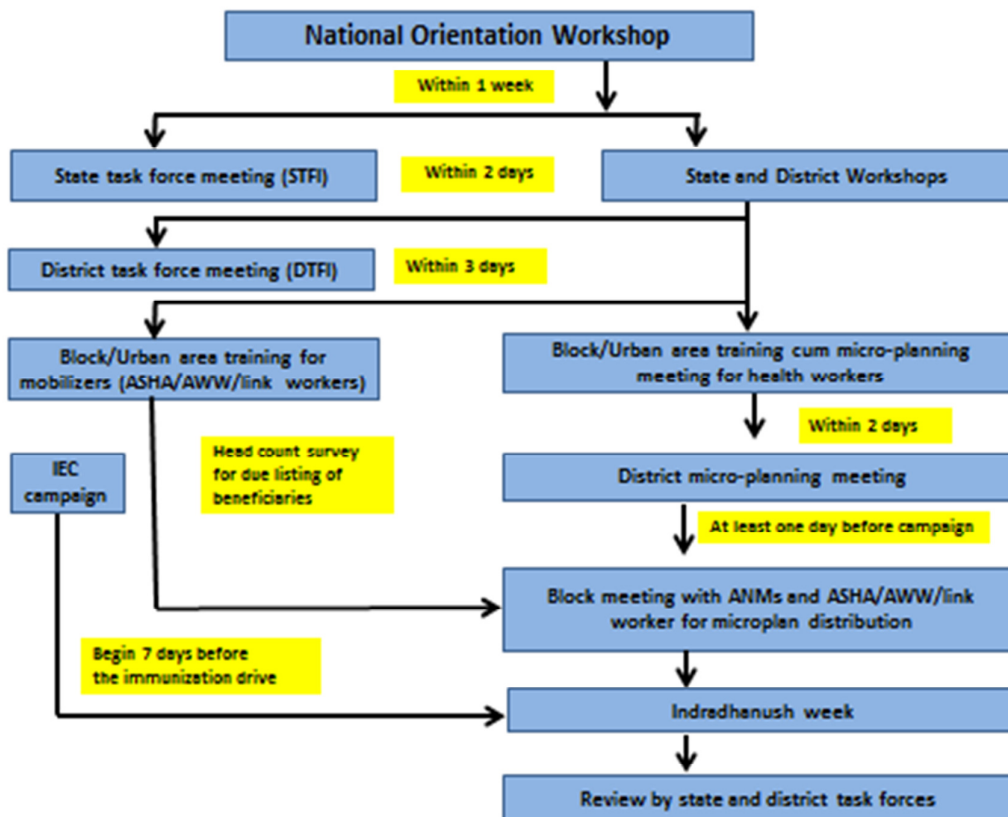 National Orientation Workshop
Within 1 week
State task force meeting (STFI)
Within 2 days
State and District Workshops
District task force meeting (DTFI)
Within 3 days
Block/Urban area training for
mobilizers (ASHA/AWW/link workers)
Block/Urban area training cum micro-planning
meeting for health workers
Within 2 days
Head count survey
for due listing of
beneficiaries
IEC
campaign
District micro-planning meeting
At least one day before campaign
Block meeting with ANMs and ASHA/AWW/link
worker for microplan distribution
Begin 7 days before
the immunization drive
Indradhanush week
Review by state and district task forces